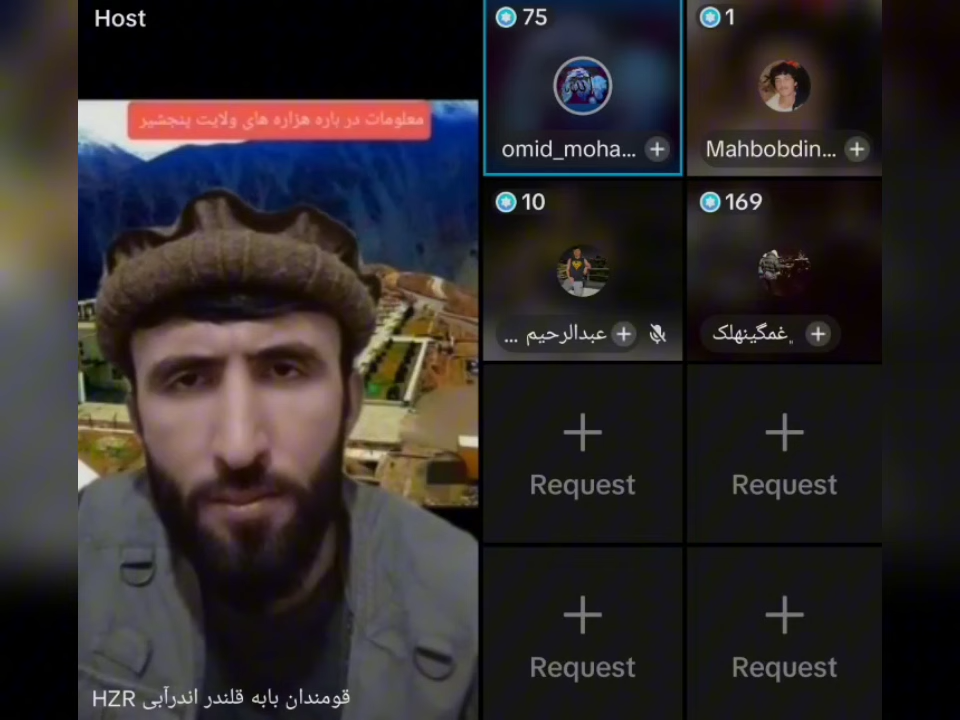 Host
معلومات در باره هزاره های ولایت پنجشیر
قومندان بابه قلندر اندرآبی HZR
75
omid_moha...
1
Mahbobdin...
10
عبدالرحیم ...
169
غمگینهلک
Request
Request
Request
Request